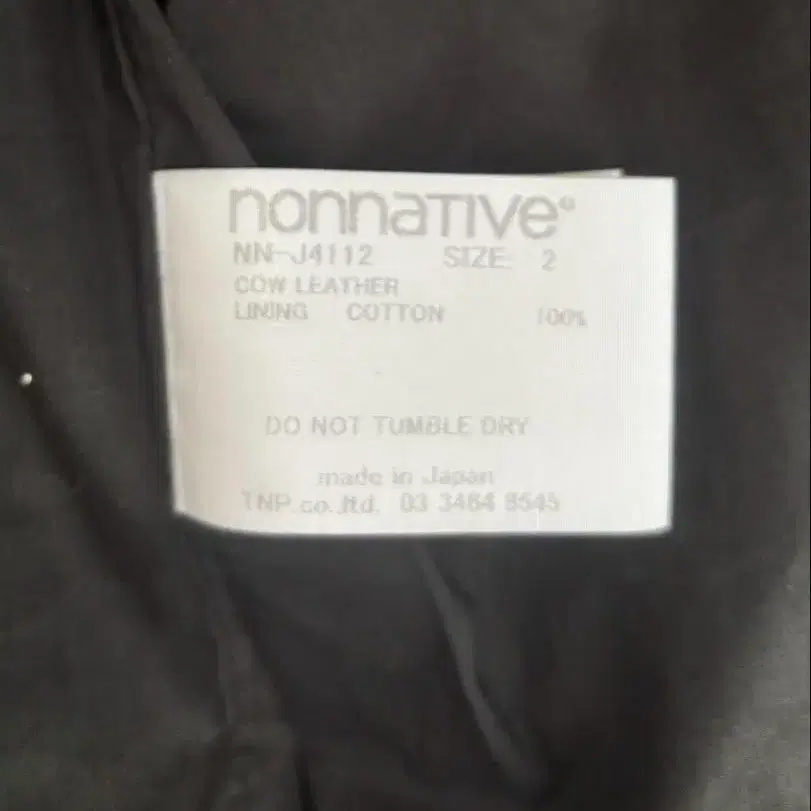 nonnative®
NN-J4112 SIZE 2
COW LEATHER
LINING COTTON 100%
DO NOT TUMBLE DRY
made in Japan
TNP.co.,ltd. 03 3464 8545